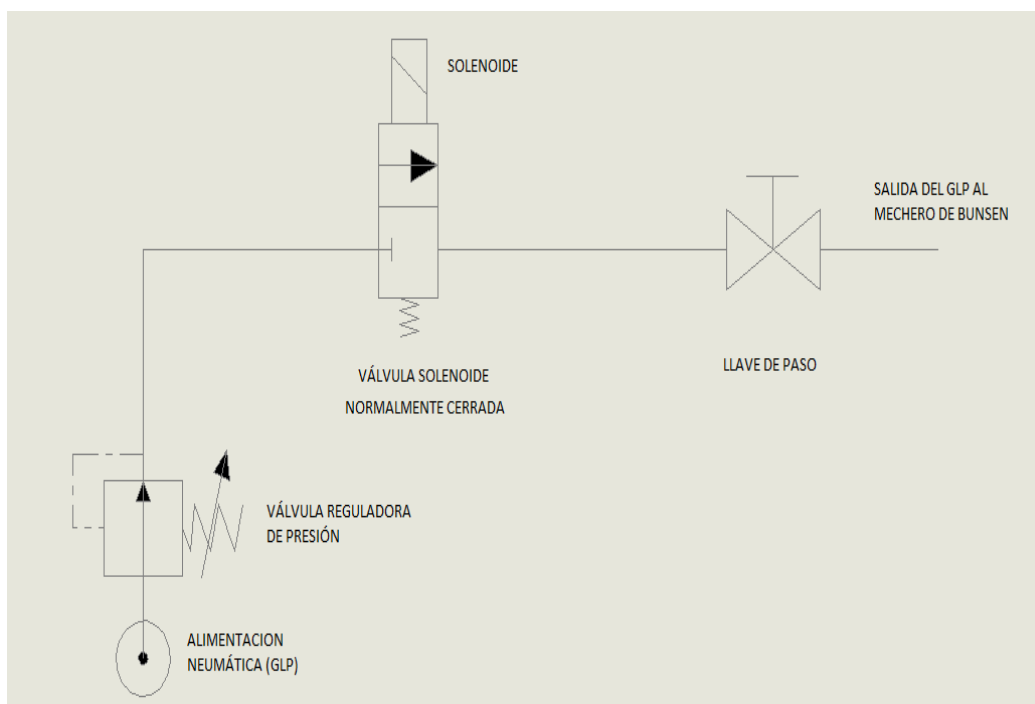 SOLENOIDE
SALIDA DEL GLP AL
MECHERO DE BUNSEN
VÁLVULA SOLENOIDE
NORMALMENTE CERRADA
LLAVE DE PASO
VÁLVULA REGULADORA
DE PRESIÓN
ALIMENTACION
NEUMÁTICA (GLP)